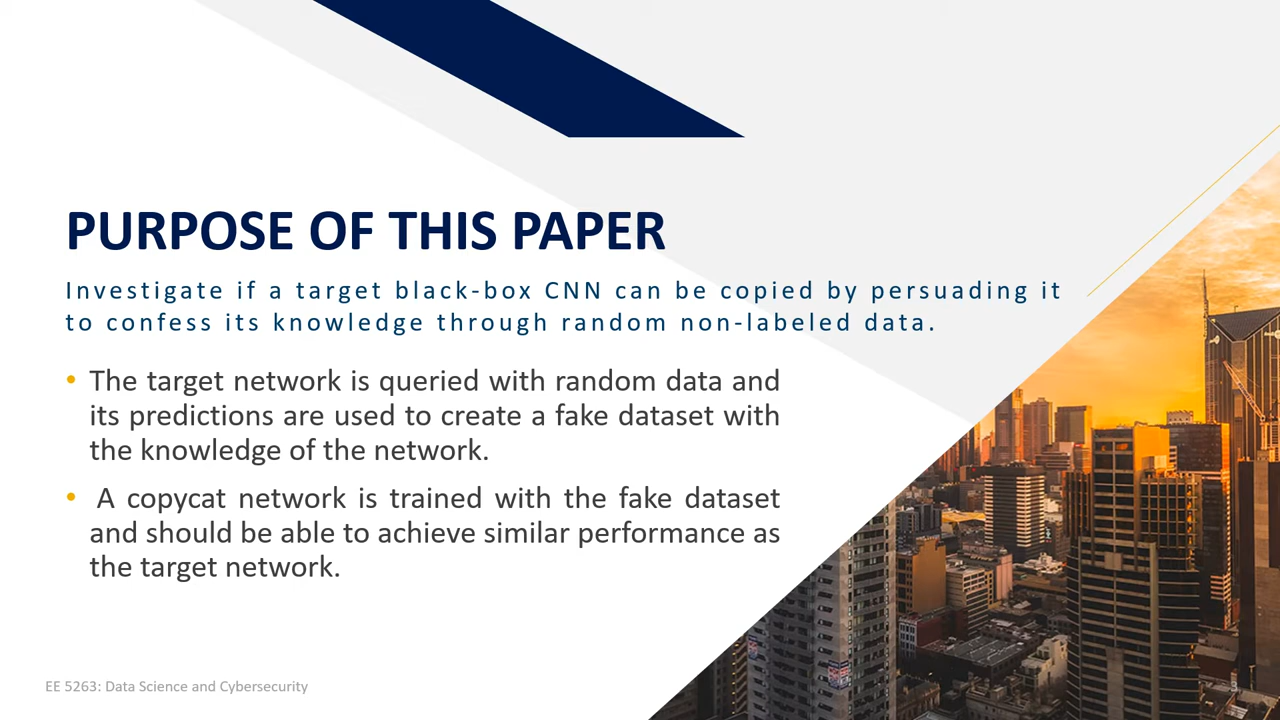 PURPOSE OF THIS PAPER
Investigate if a target black-box CNN can be copied by persuading it
to confess its knowledge through random non-labeled data.
• The target network is queried with random data and
its predictions are used to create a fake dataset with
the knowledge of the network.
• A copycat network is trained with the fake dataset
and should be able to achieve similar performance as
the target network.
EE 5263: Data Science and Cybersecurity
3